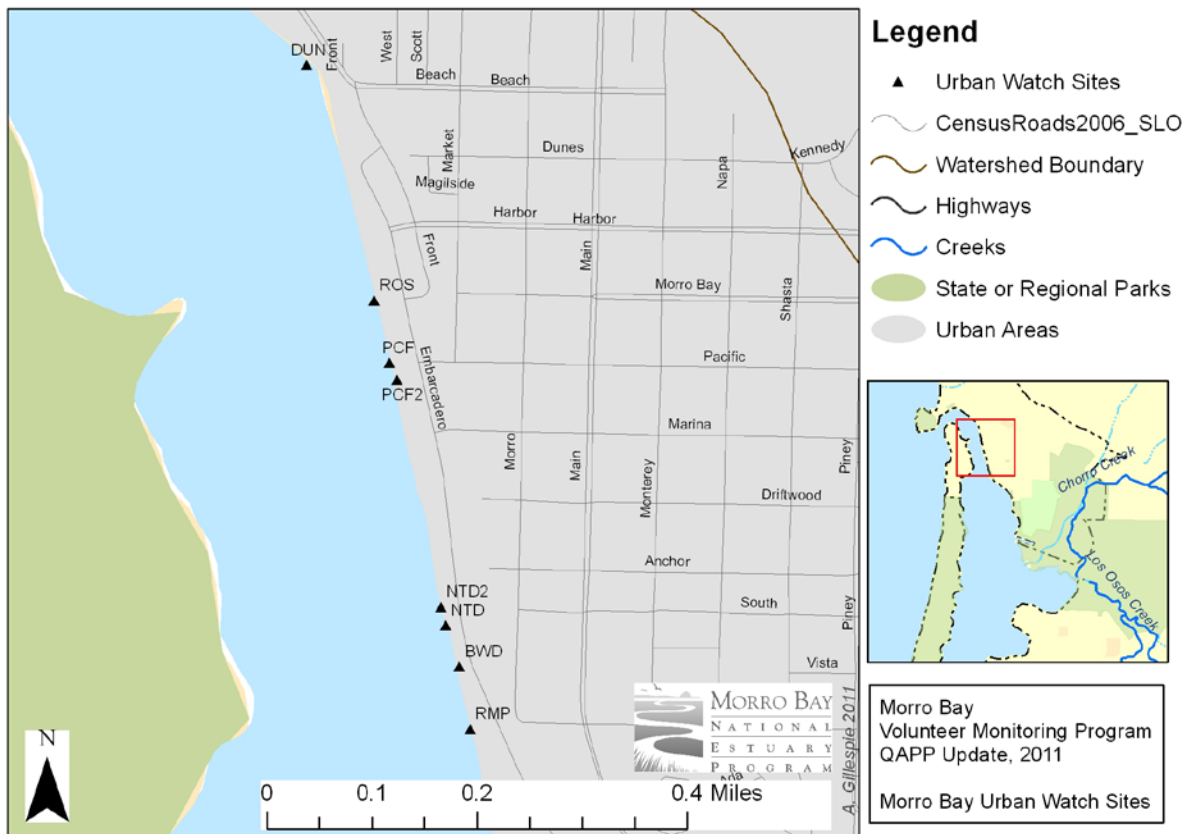 DUN
Front
West
Scott
Beach
Beach
Market
Dunes
Napa
Kennedy
Magilside
Harbor
Harbor
Front
Main
ROS
Morro Bay
Shasta
PCF
Embarcadero
Pacific
PCF2
Marina
Morro
Main
Monterey
Piney
Driftwood
Anchor
NTD2
NTD
South
Piney
BWD
Vista
RMP
MORRO BAY
NATIONAL
ESTUARY
PROGRAM
A. Gillespie 2011
N
0 0.1 0.2 0.4 Miles
Legend
Urban Watch Sites
CensusRoads2006_SLO
Watershed Boundary
Highways
Creeks
State or Regional Parks
Urban Areas
Chorro Creek
Los Osos Creek
Morro Bay
Volunteer Monitoring Program
QAPP Update, 2011
Morro Bay Urban Watch Sites